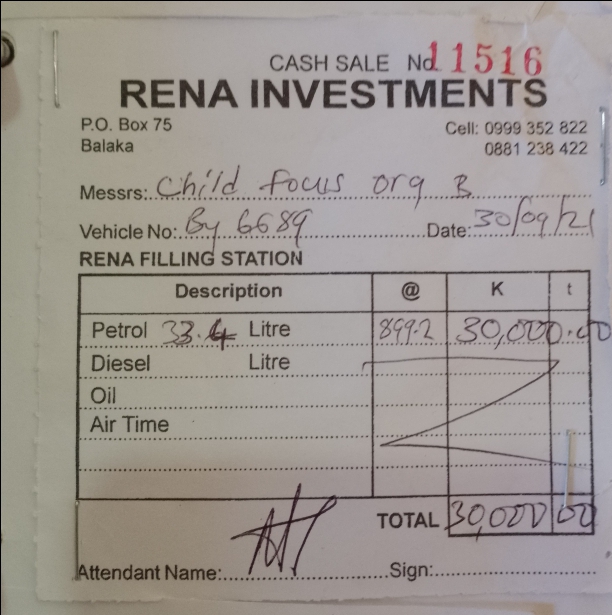 CASH SALE No 11516
RENA INVESTMENTS
P.O. Box 75
Balaka
Cell: 0999 352 822
0881 238 422
Messrs: Child focus org B
Vehicle No: By 6689 Date: 30/09/21
RENA FILLING STATION
Description @ K t
Petrol 33.4 Litre 899.2 30,000.00
Diesel Litre
Oil
Air Time
TOTAL 30,000 00
Attendant Name: Sign: